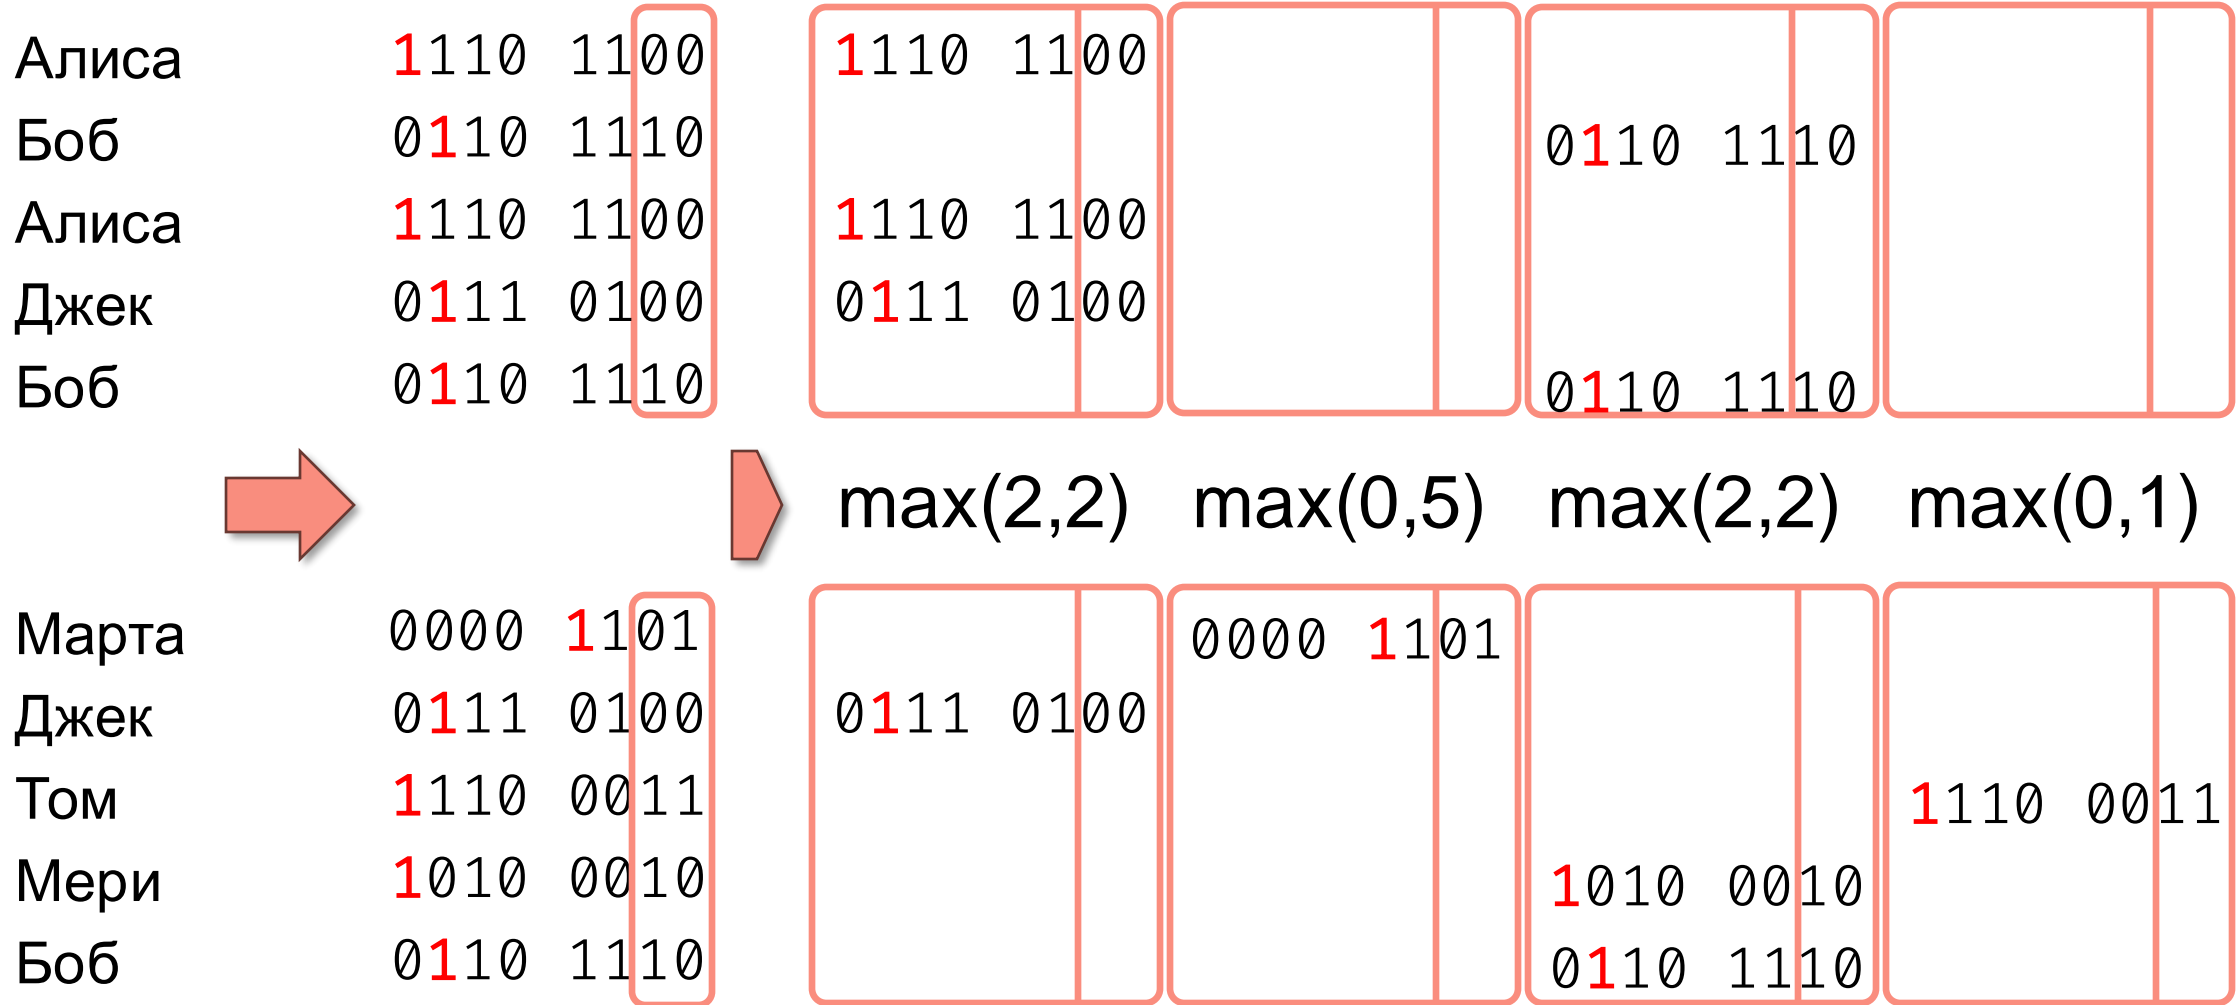 Алиса 1110 1100 1110 1100
Боб 0110 1110 0110 1110
Алиса 1110 1100 1110 1100
Джек 0111 0100 0111 0100
Боб 0110 1110 0110 1110
max(2,2) max(0,5) max(2,2) max(0,1)
Марта 0000 1101 0000 1101
Джек 0111 0100 0111 0100
Том 1110 0011 1110 0011
Мери 1010 0010 1010 0010
Боб 0110 1110 0110 1110